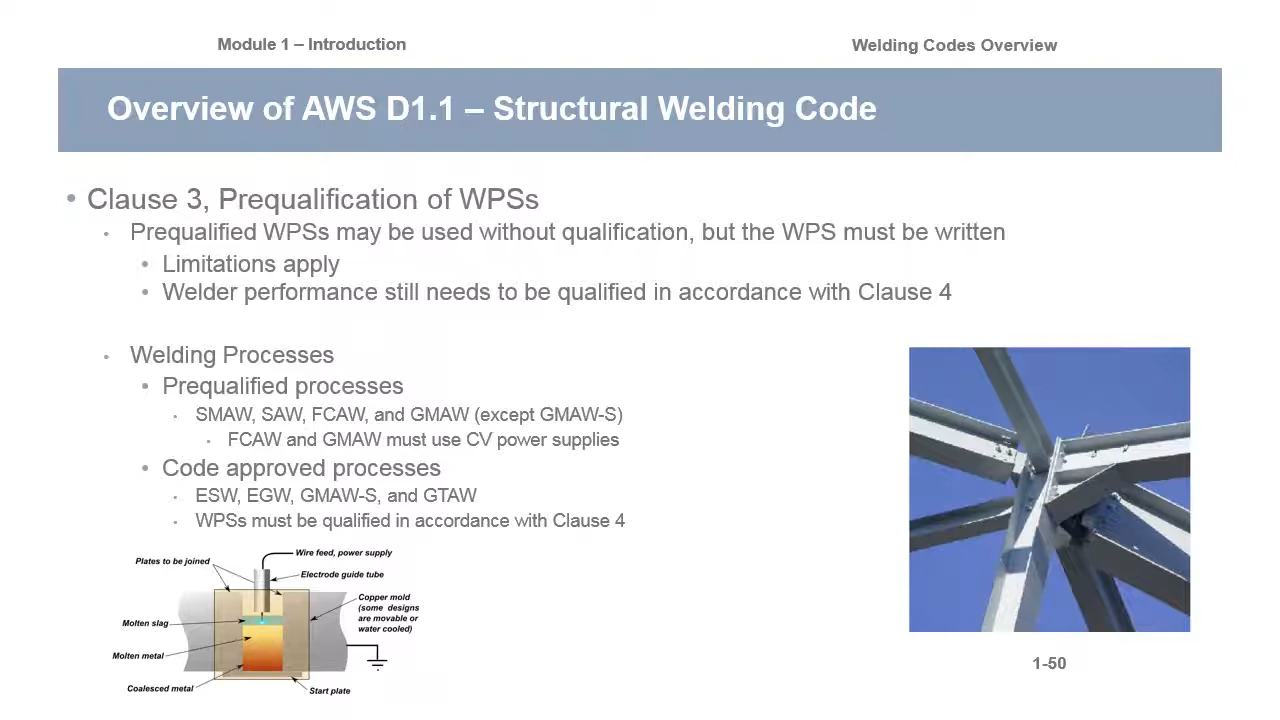 Module 1 – Introduction
Welding Codes Overview
Overview of AWS D1.1 – Structural Welding Code
• Clause 3, Prequalification of WPSs
• Prequalified WPSs may be used without qualification, but the WPS must be written
• Limitations apply
• Welder performance still needs to be qualified in accordance with Clause 4
• Welding Processes
• Prequalified processes
• SMAW, SAW, FCAW, and GMAW (except GMAW-S)
• FCAW and GMAW must use CV power supplies
• Code approved processes
• ESW, EGW, GMAW-S, and GTAW
• WPSs must be qualified in accordance with Clause 4
Wire feed, power supply
Plates to be joined
Electrode guide tube
Copper mold
(some designs
are movable or
water cooled)
Molten slag
Molten metal
Coalesced metal
Start plate
1-50